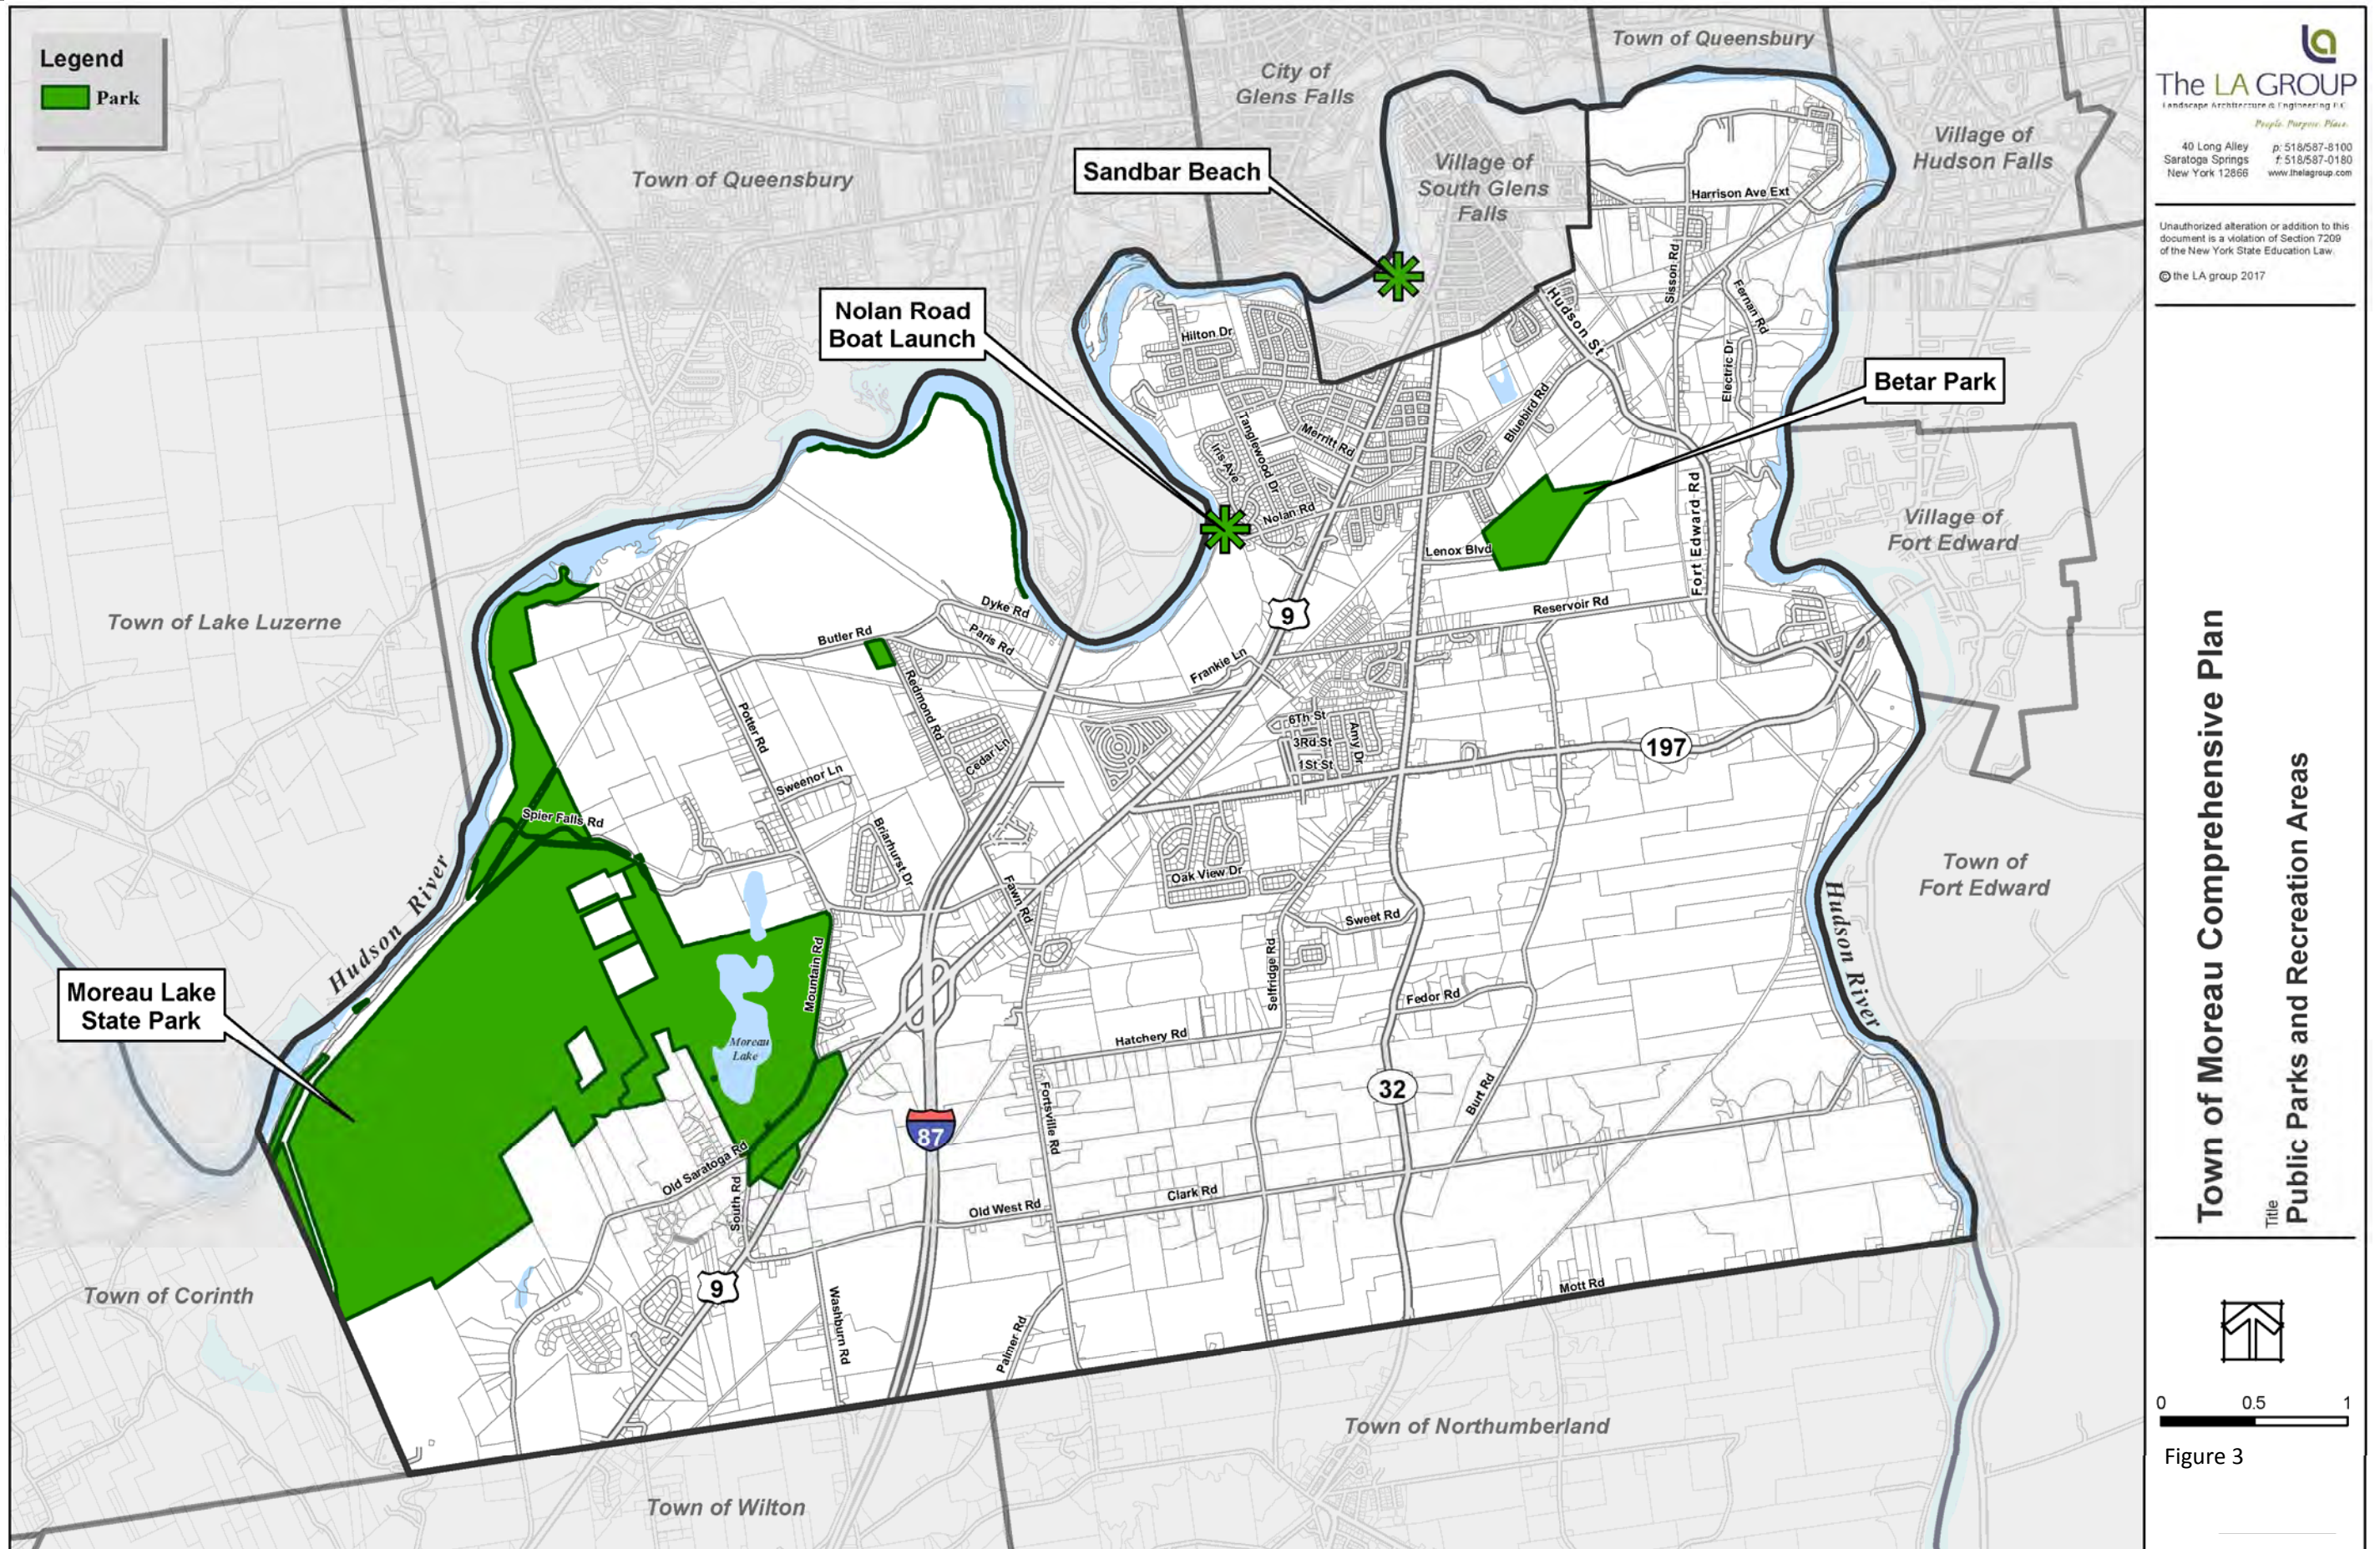 Legend
Park
Town of Queensbury
City of
Glens Falls
Town of Queensbury
Village of
Hudson Falls
Village of
South Glens
Falls
Sandbar Beach
Harrison Ave Ext
Sisson Rd
Fernan Rd
Electric Dr
Hudson St
Hilton Dr
Nolan Road
Boat Launch
Betar Park
Bluebird Rd
Merritt Rd
Tanglewood Dr
Iris Ave
Nolan Rd
Lenox Blvd
Fort Edward Rd
Village of
Fort Edward
Town of Lake Luzerne
Dyke Rd
Paris Rd
Butler Rd
9
Reservoir Rd
Frankie Ln
Redmond Rd
Potter Rd
Cedar Ln
Sweenor Ln
6Th St
3Rd St
1St St
Amy Dr
197
Spier Falls Rd
Briarhurst Dr
Fawn Rd
Oak View Dr
Sweet Rd
Town of
Fort Edward
Hudson River
Hudson River
Moreau Lake
State Park
Mountain Rd
Moreau
Lake
Selfridge Rd
Fedor Rd
Hatchery Rd
32
Burt Rd
87
Fortsville Rd
Old Saratoga Rd
South Rd
Old West Rd
Clark Rd
Mott Rd
9
Washburn Rd
Palmer Rd
Town of Corinth
Town of Northumberland
Town of Wilton
The LA GROUP
Landscape Architecture & Engineering P.C.
People. Purpose. Place.
40 Long Alley
Saratoga Springs
New York 12866
p: 518/587-8100
f: 518/587-0180
www.thelagroup.com
Unauthorized alteration or addition to this
document is a violation of Section 7209
of the New York State Education Law.
© the LA group 2017
Town of Moreau Comprehensive Plan
Title
Public Parks and Recreation Areas
0 0.5 1
Figure 3